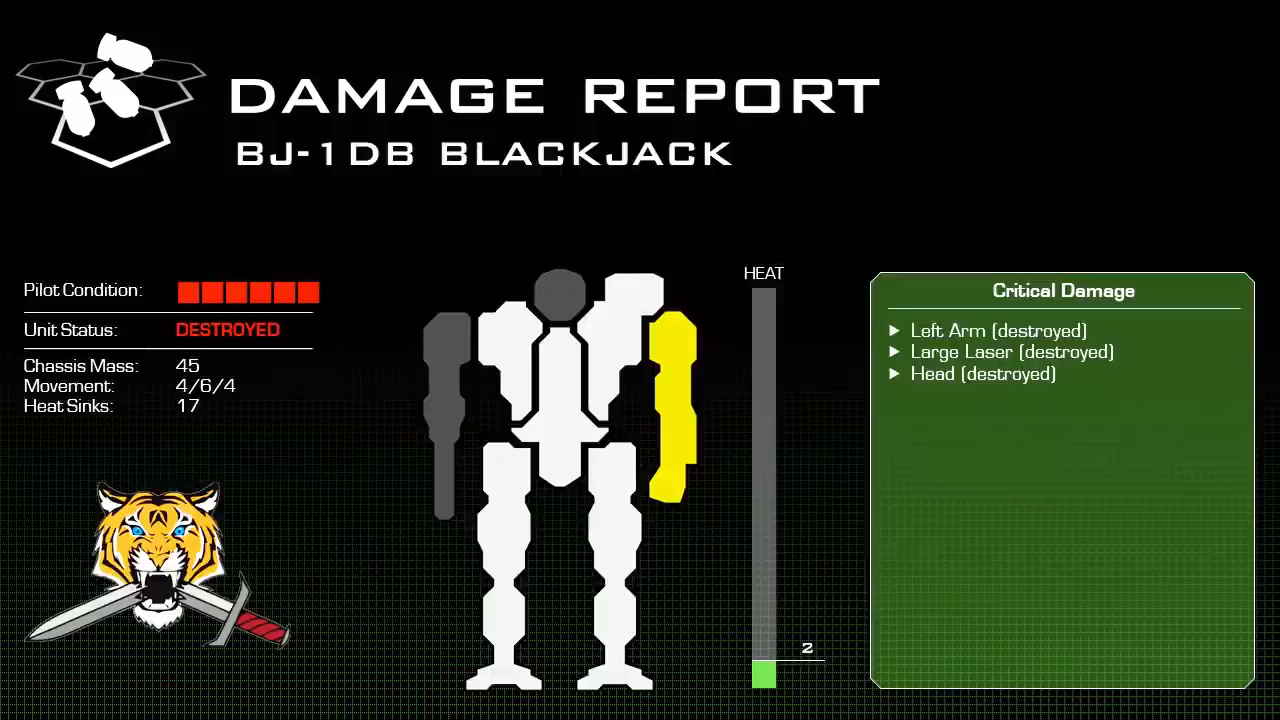 DAMAGE REPORT
BJ-1DB BLACKJACK
Pilot Condition:
Unit Status: DESTROYED
Chassis Mass: 45
Movement: 4/6/4
Heat Sinks: 17
HEAT
2
Critical Damage
Left Arm (destroyed)
Large Laser (destroyed)
Head (destroyed)